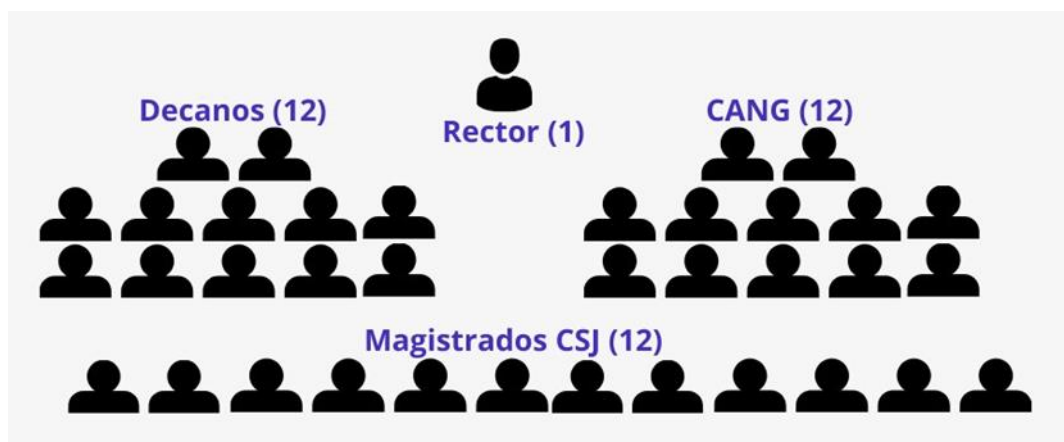 Decanos (12)
Rector (1)
CANG (12)
Magistrados CSJ (12)